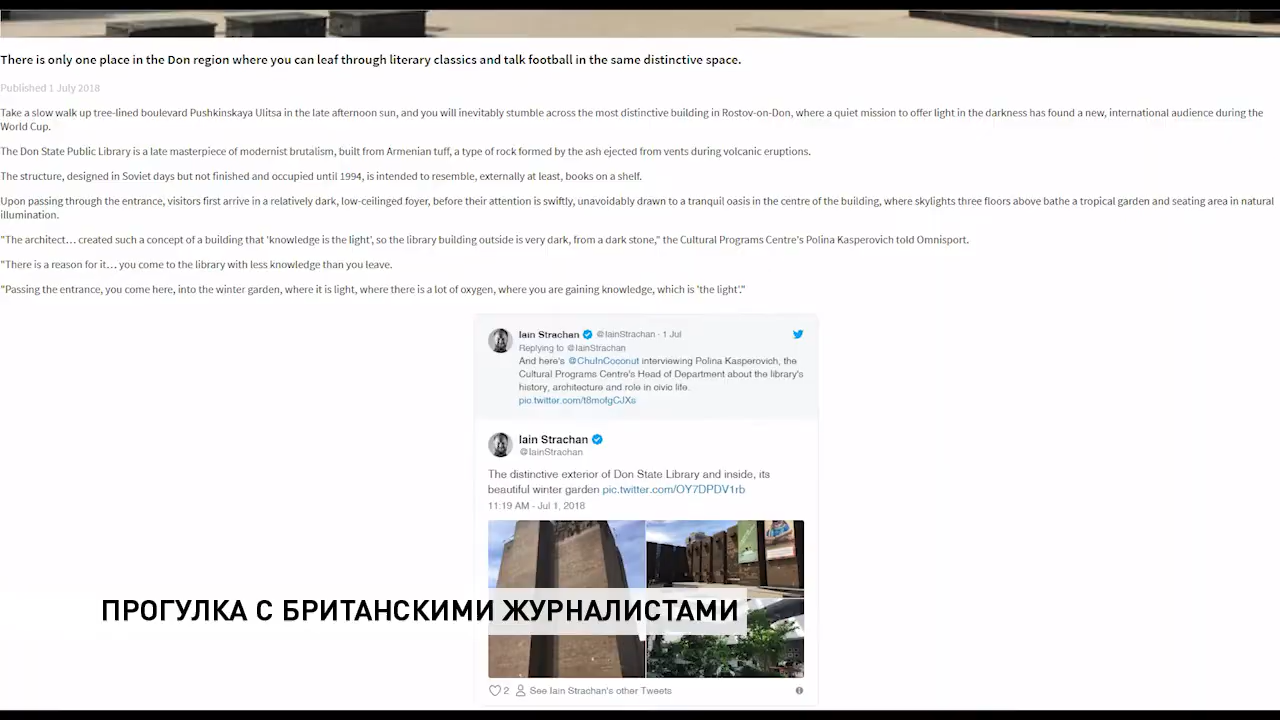 There is only one place in the Don region where you can leaf through literary classics and talk football in the same distinctive space.
Published 1 July 2018
Take a slow walk up tree-lined boulevard Pushkinskaya Ulitsa in the late afternoon sun, and you will inevitably stumble across the most distinctive building in Rostov-on-Don, where a quiet mission to offer light in the darkness has found a new, international audience during the
World Cup.
The Don State Public Library is a late masterpiece of modernist brutalism, built from Armenian tuff, a type of rock formed by the ash ejected from vents during volcanic eruptions.
The structure, designed in Soviet days but not finished and occupied until 1994, is intended to resemble, externally at least, books on a shelf.
Upon passing through the entrance, visitors first arrive in a relatively dark, low-ceilinged foyer, before their attention is swiftly, unavoidably drawn to a tranquil oasis in the centre of the building, where skylights three floors above bathe a tropical garden and seating area in natural
illumination.
"The architect… created such a concept of a building that 'knowledge is the light', so the library building outside is very dark, from a dark stone," the Cultural Programs Centre's Polina Kasperovich told Omnisport.
"There is a reason for it… you come to the library with less knowledge than you leave.
"Passing the entrance, you come here, into the winter garden, where it is light, where there is a lot of oxygen, where you are gaining knowledge, which is 'the light'."
Iain Strachan @IainStrachan · 1 Jul
Replying to @IainStrachan
And here's @ChuInCoconut interviewing Polina Kasperovich, the
Cultural Programs Centre's Head of Department about the library's
history, architecture and role in civic life.
pic.twitter.com/t8mofgCJXs
Iain Strachan
@IainStrachan
The distinctive exterior of Don State Library and inside, its
beautiful winter garden pic.twitter.com/OY7DPDV1rb
11:19 AM - Jul 1, 2018
ПРОГУЛКА С БРИТАНСКИМИ ЖУРНАЛИСТАМИ
2 See Iain Strachan's other Tweets